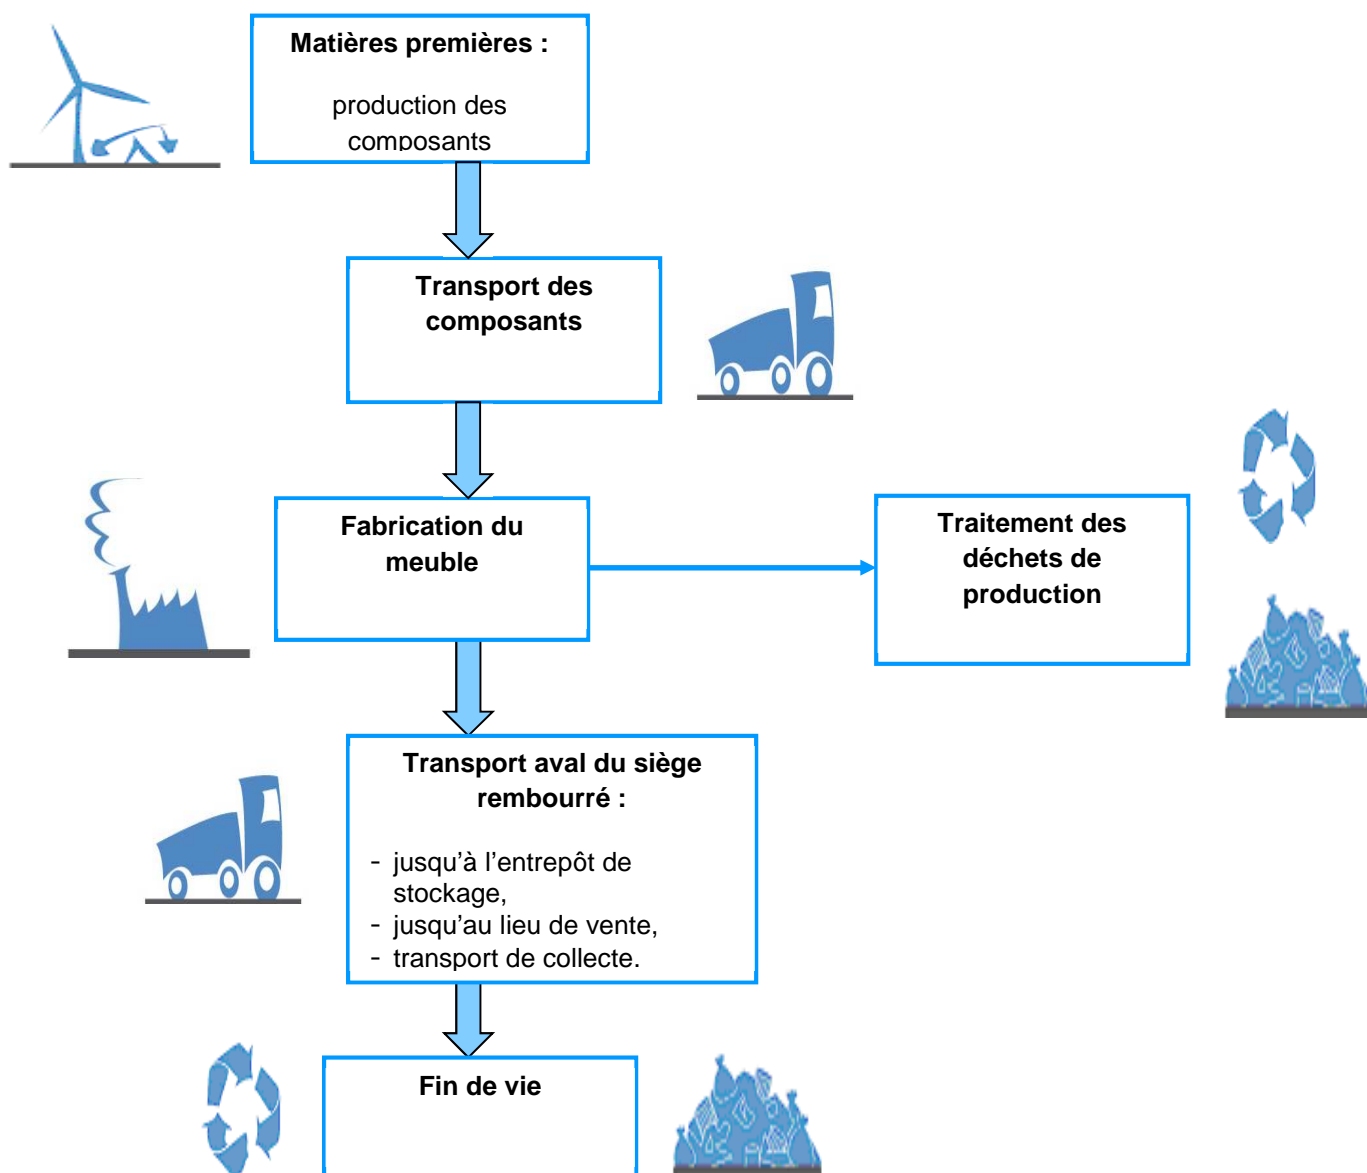 Matières premières :
production des
composants
Transport des
composants
Fabrication du
meuble
Traitement des
déchets de
production
Transport aval du siège
rembourré :
- jusqu’à l’entrepôt de
stockage,
- jusqu’au lieu de vente,
- transport de collecte.
Fin de vie